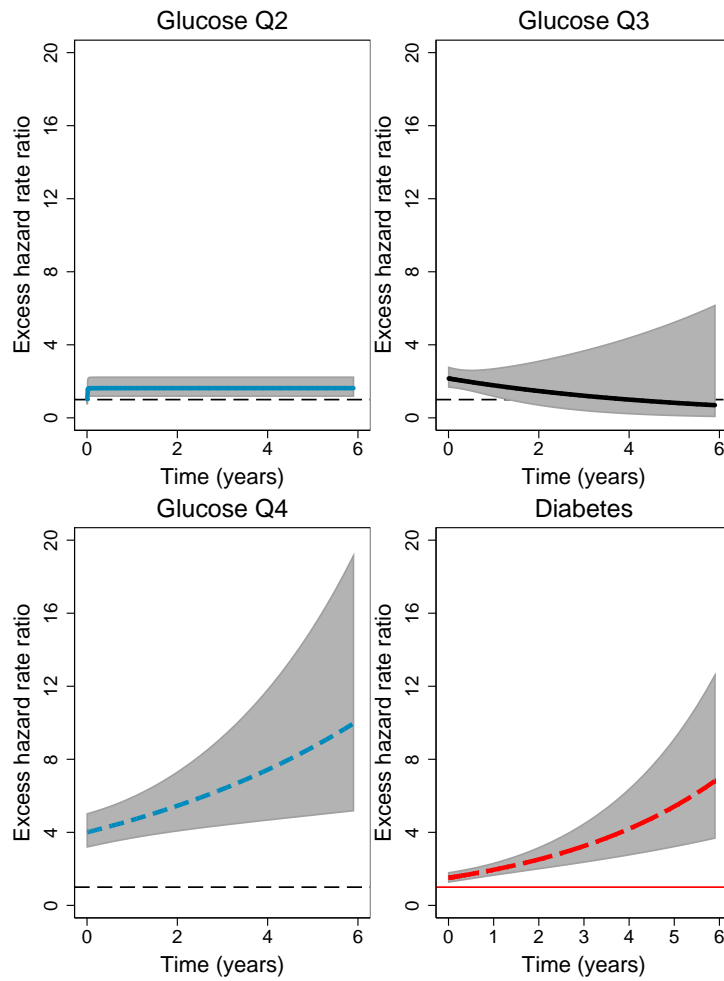 Glucose Q2
Excess hazard rate ratio
0 4 8 12 16 20
0 2 4 6
Time (years)
Glucose Q3
Excess hazard rate ratio
0 4 8 12 16 20
0 2 4 6
Time (years)
Glucose Q4
Excess hazard rate ratio
0 4 8 12 16 20
0 2 4 6
Time (years)
Diabetes
Excess hazard rate ratio
0 4 8 12 16 20
0 1 2 3 4 5 6
Time (years)